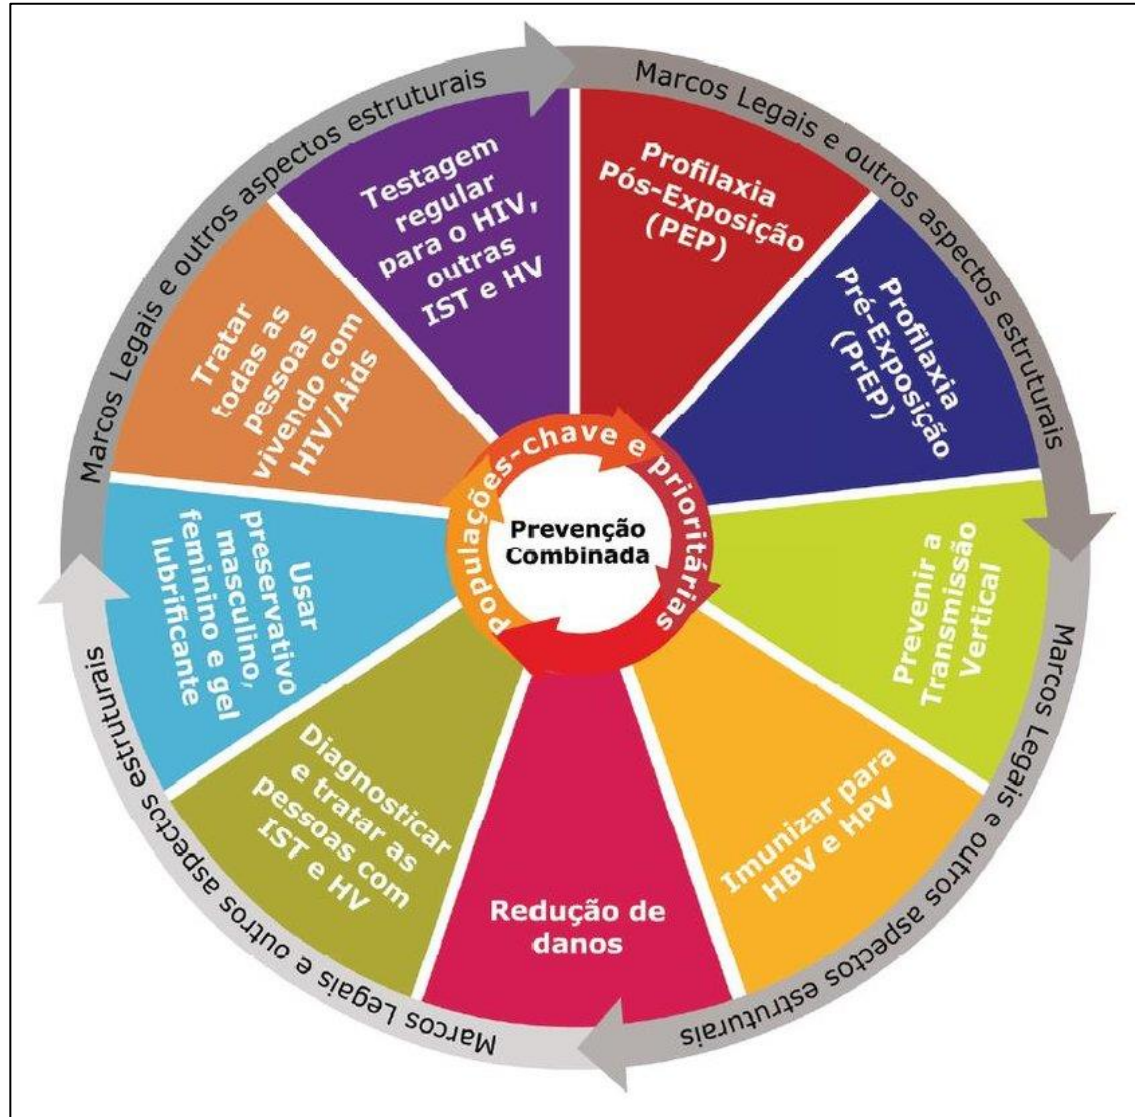 Marcos Legais e outros aspectos estruturais
Marcos Legais e outros aspectos estruturais
Marcos Legais e outros aspectos estruturais
Marcos Legais e outros aspectos estruturais
Profilaxia
Pós-Exposição
(PEP)
Profilaxia
Pré-Exposição
(PrEP)
Prevenir a
Transmissão
Vertical
Imunizar para
HBV e HPV
Redução de
danos
Diagnosticar
e tratar as
pessoas com
IST e HV
Usar
preservativo
masculino,
feminino e gel
lubrificante
Tratar
todas as
pessoas
vivendo com
HIV/Aids
Testagem
regular
para o HIV,
outras
IST e HV
Populações-chave e prioritárias
Prevenção
Combinada